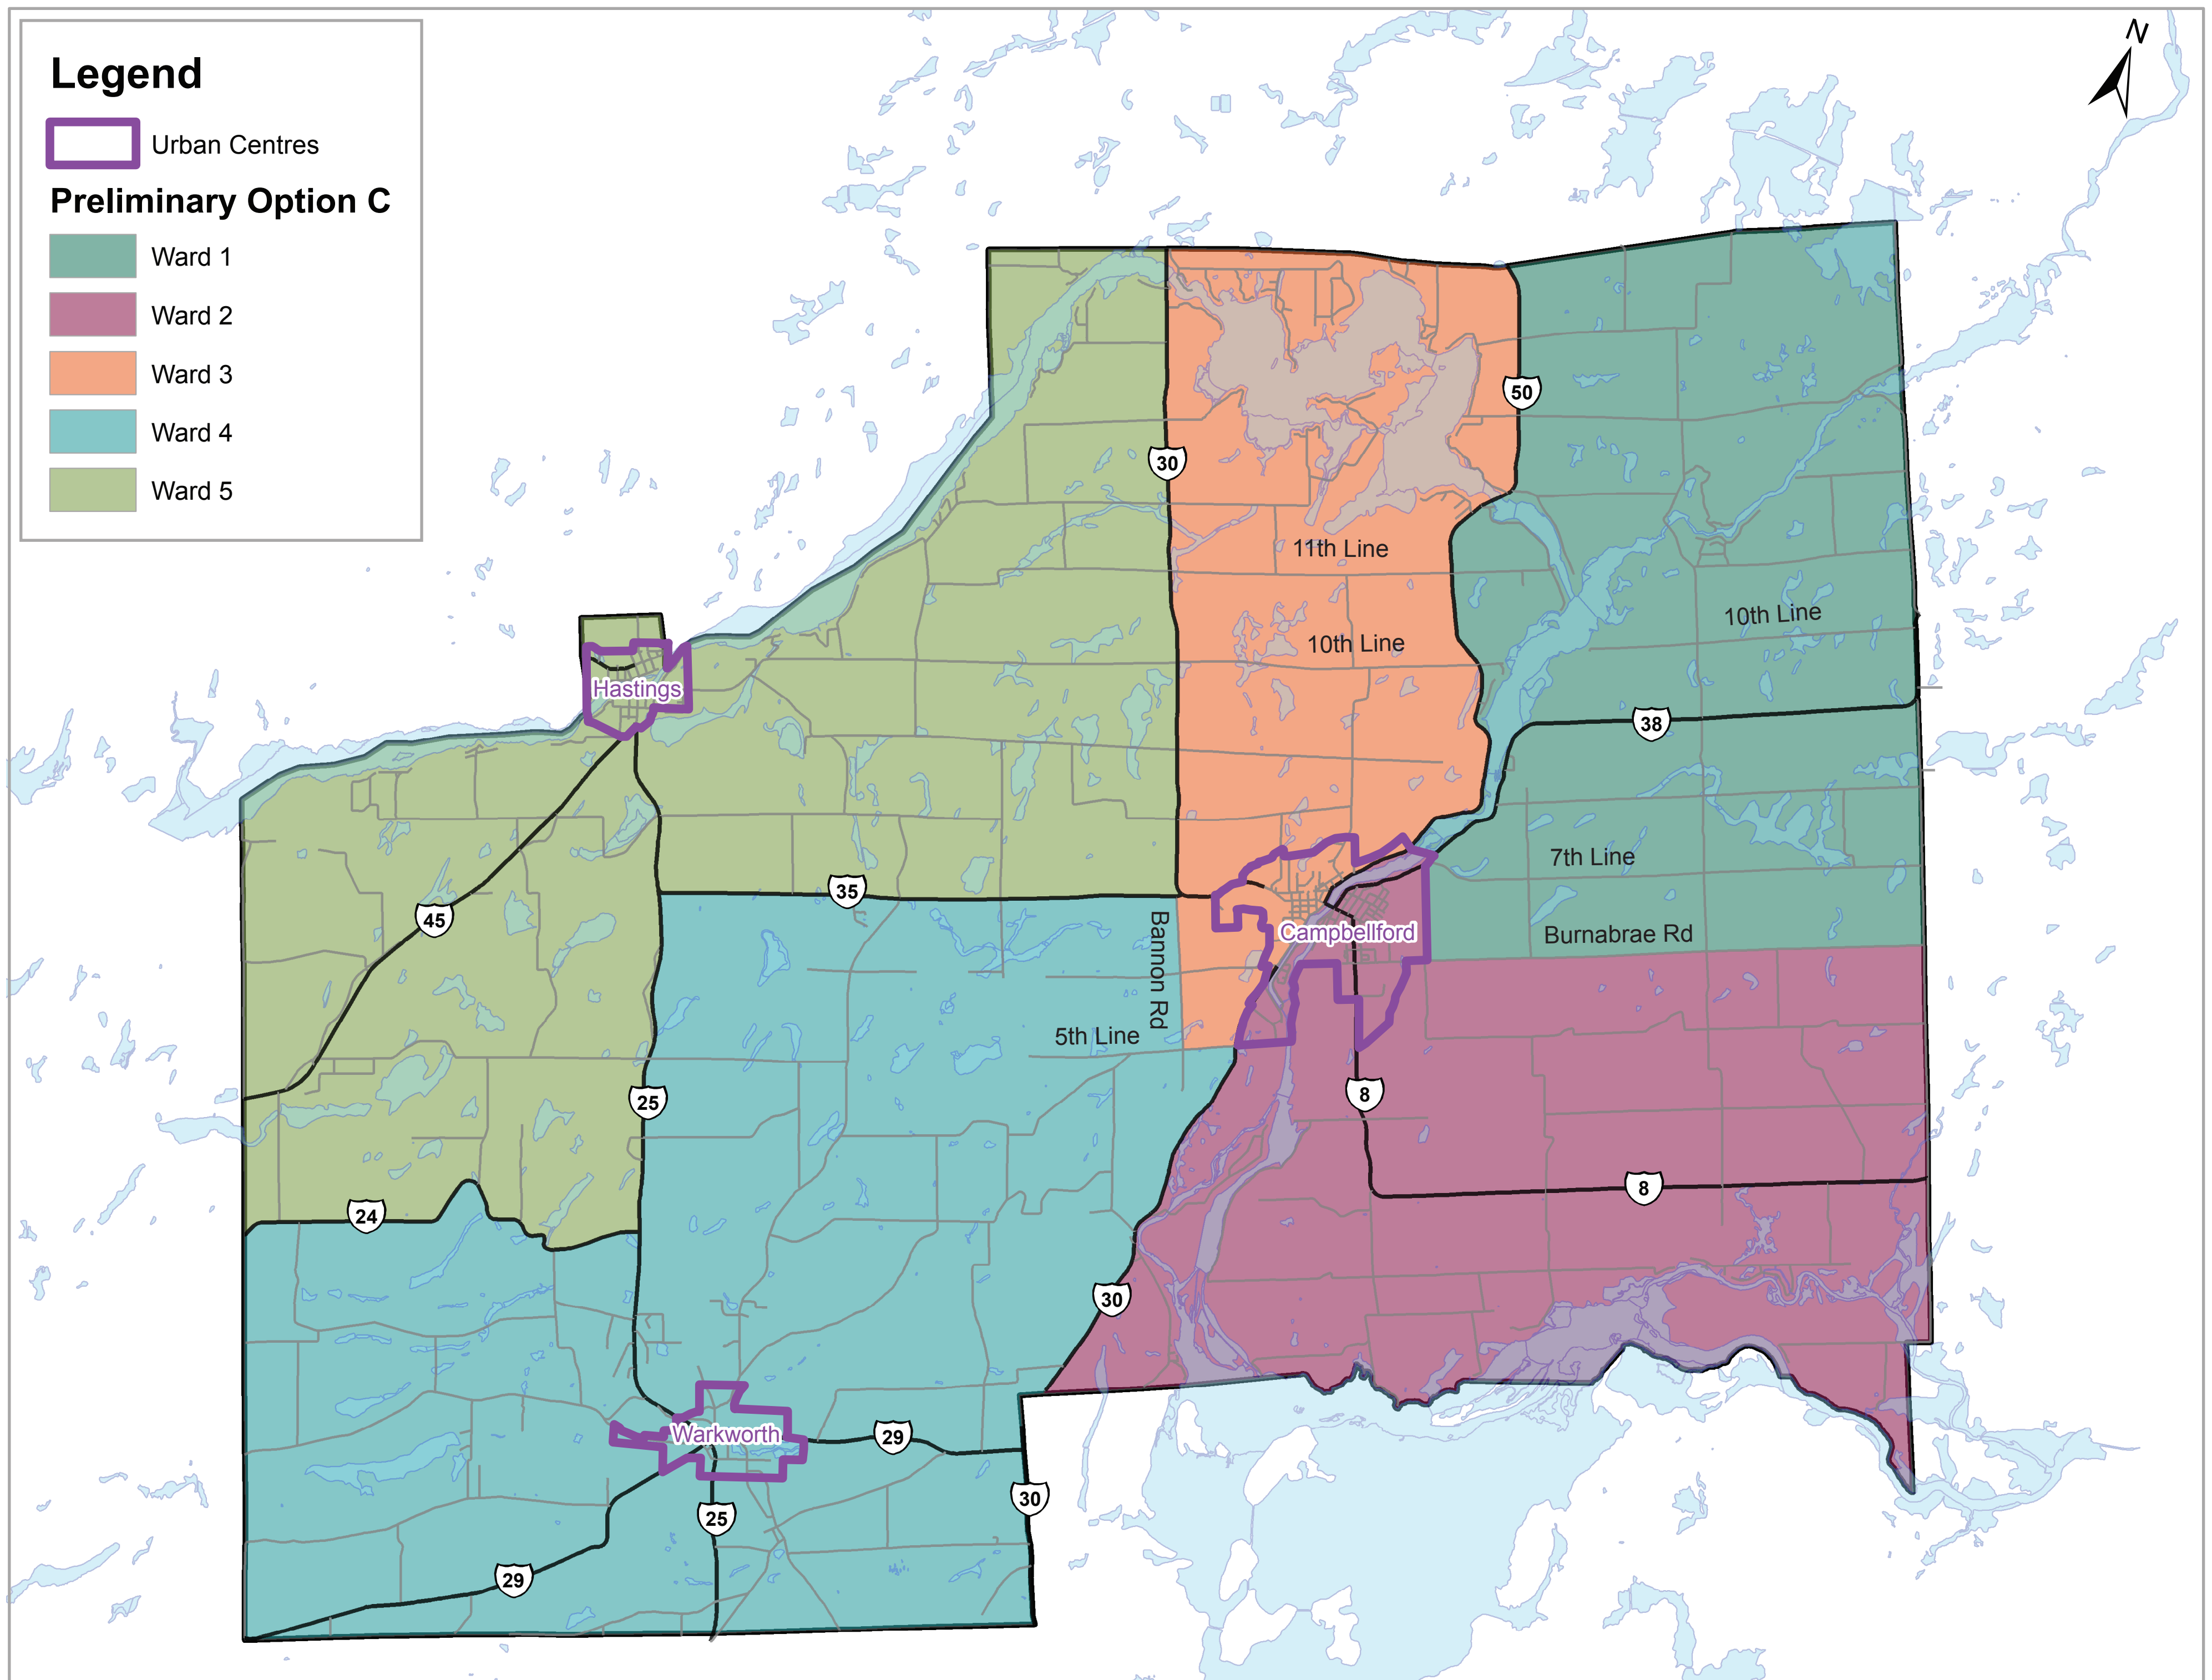 Legend
Urban Centres
Preliminary Option C
Ward 1
Ward 2
Ward 3
Ward 4
Ward 5
N
50
30
11th Line
10th Line
10th Line
Hastings
38
7th Line
35
45
Bannon Rd
Campbellford
Burnabrae Rd
5th Line
25
8
8
24
30
Warkworth
29
30
25
29